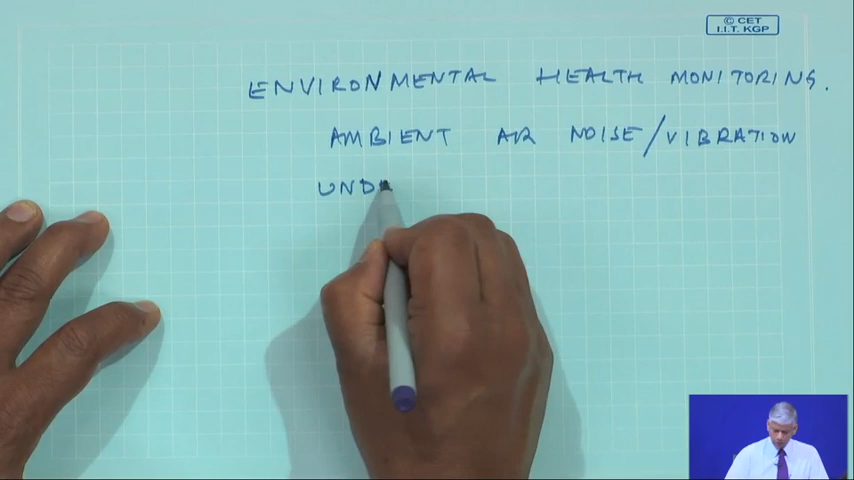 © CET
I.I.T. KGP
ENVIRONMENTAL HEALTH MONITORING.
AMBIENT AIR NOISE/VIBRATION
UND